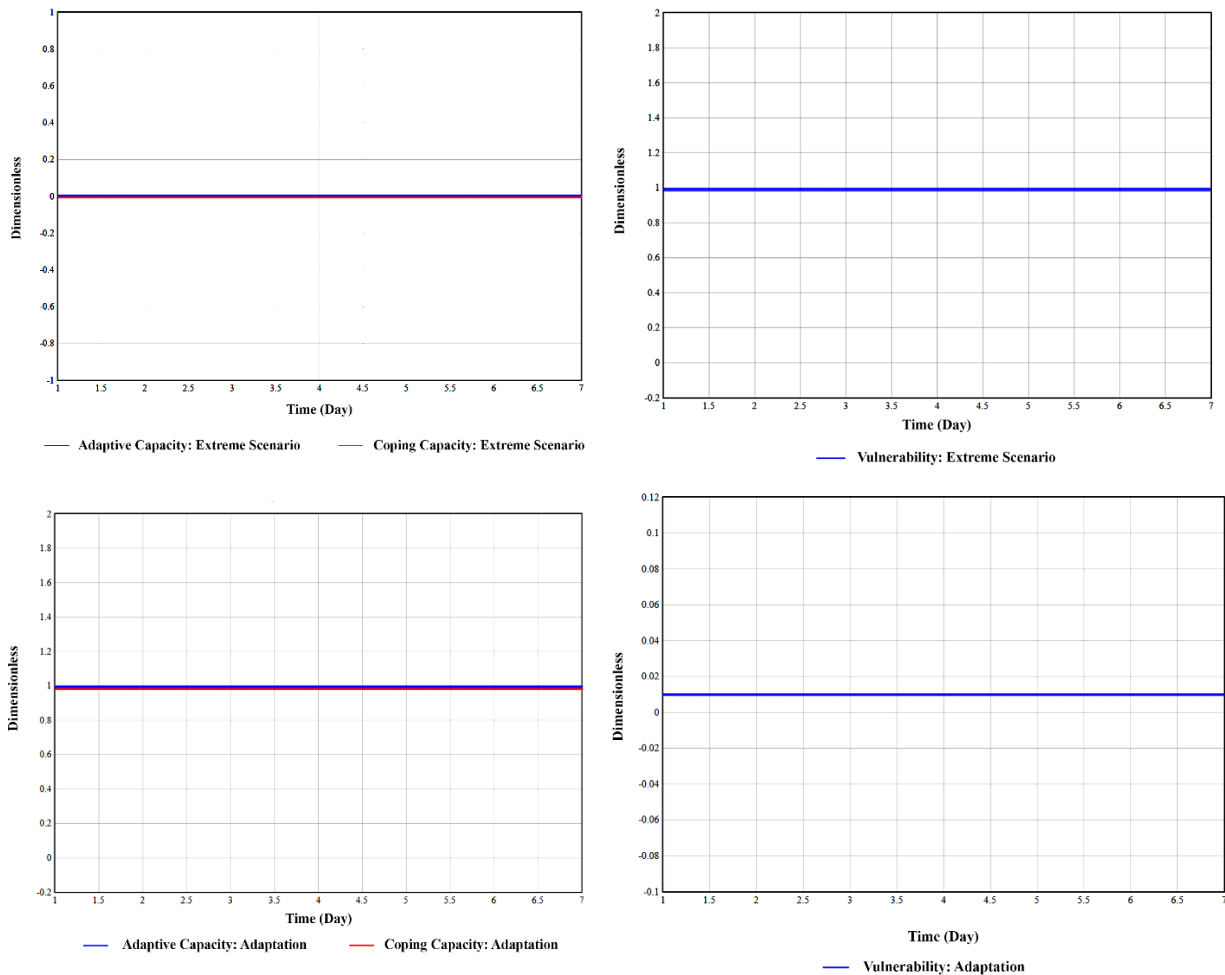 1
0.8
0.6
0.4
0.2
0
-0.2
-0.4
-0.6
-0.8
-1
Dimensionless
1 1.5 2 2.5 3 3.5 4 4.5 5 5.5 6 6.5 7
Time (Day)
Adaptive Capacity: Extreme Scenario Coping Capacity: Extreme Scenario
2
1.8
1.6
1.4
1.2
1
0.8
0.6
0.4
0.2
0
-0.2
Dimensionless
1 1.5 2 2.5 3 3.5 4 4.5 5 5.5 6 6.5 7
Time (Day)
Vulnerability: Extreme Scenario
2
1.8
1.6
1.4
1.2
1
0.8
0.6
0.4
0.2
0
-0.2
Dimensionless
1 1.5 2 2.5 3 3.5 4 4.5 5 5.5 6 6.5 7
Time (Day)
Adaptive Capacity: Adaptation Coping Capacity: Adaptation
0.12
0.1
0.08
0.06
0.04
0.02
0
-0.02
-0.04
-0.06
-0.08
-0.1
Dimensionless
1 1.5 2 2.5 3 3.5 4 4.5 5 5.5 6 6.5 7
Time (Day)
Vulnerability: Adaptation